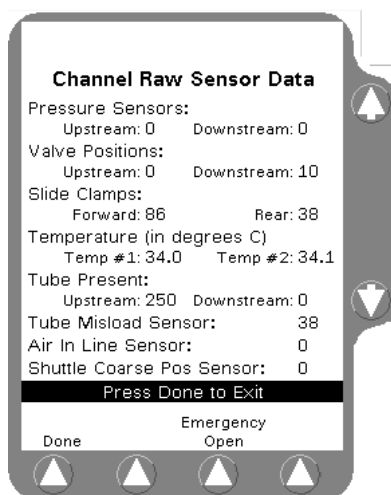 Channel Raw Sensor Data
Pressure Sensors:
Upstream: 0 Downstream: 0
Valve Positions:
Upstream: 0 Downstream: 10
Slide Clamps:
Forward: 86 Rear: 38
Temperature (in degrees C)
Temp #1: 34.0 Temp #2: 34.1
Tube Present:
Upstream: 250 Downstream: 0
Tube Misload Sensor: 38
Air In Line Sensor: 0
Shuttle Coarse Pos Sensor: 0
Press Done to Exit
Emergency
Done Open